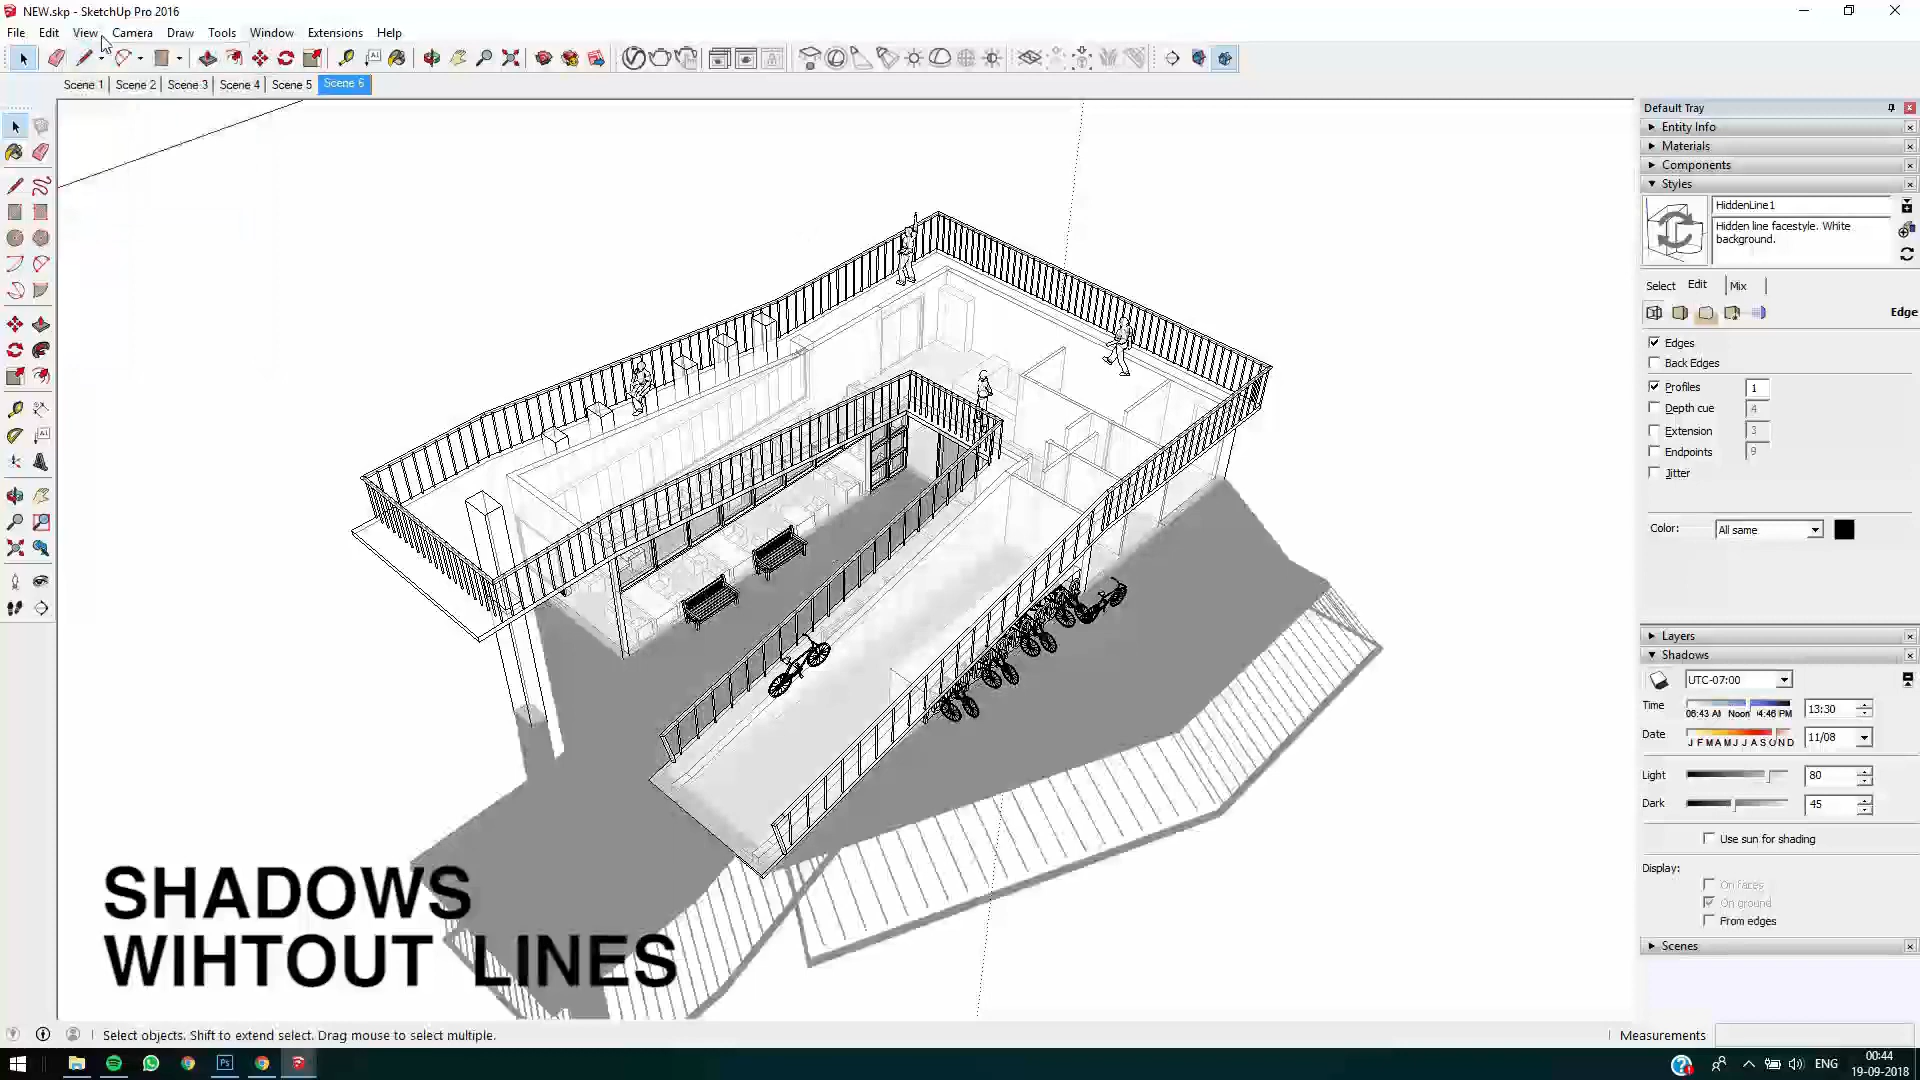 NEW.skp - SketchUp Pro 2016
File Edit View Camera Draw Tools Window Extensions Help
Scene 1 Scene 2 Scene 3 Scene 4 Scene 5 Scene 6
Default Tray
Entity Info
Materials
Components
Styles
HiddenLine1
Hidden line facestyle. White
background.
Select Edit Mix
Edge
Edges
Back Edges
Profiles 1
Depth cue 4
Extension 3
Endpoints 9
Jitter
Color: All same
Layers
Shadows
UTC-07:00
Time 06:43 AM Noon 04:46 PM 13:30
Date J F M A M J J A S O N D 11/08
Light 80
Dark 45
Use sun for shading
Display:
On faces
On ground
From edges
Scenes
SHADOWS
WIHTOUT LINES
Select objects. Shift to extend select. Drag mouse to select multiple.
Measurements
Ps
ENG
00:44
19-09-2018